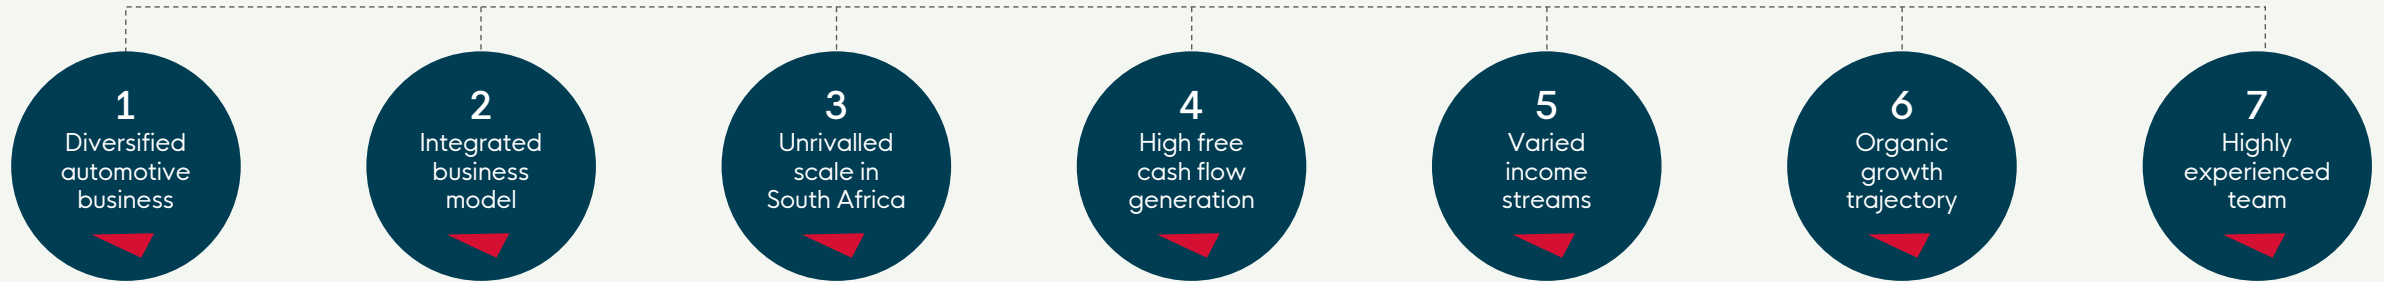 1
Diversified
automotive
business
2
Integrated
business
model
3
Unrivalled
scale in
South Africa
4
High free
cash flow
generation
5
Varied
income
streams
6
Organic
growth
trajectory
7
Highly
experienced
team